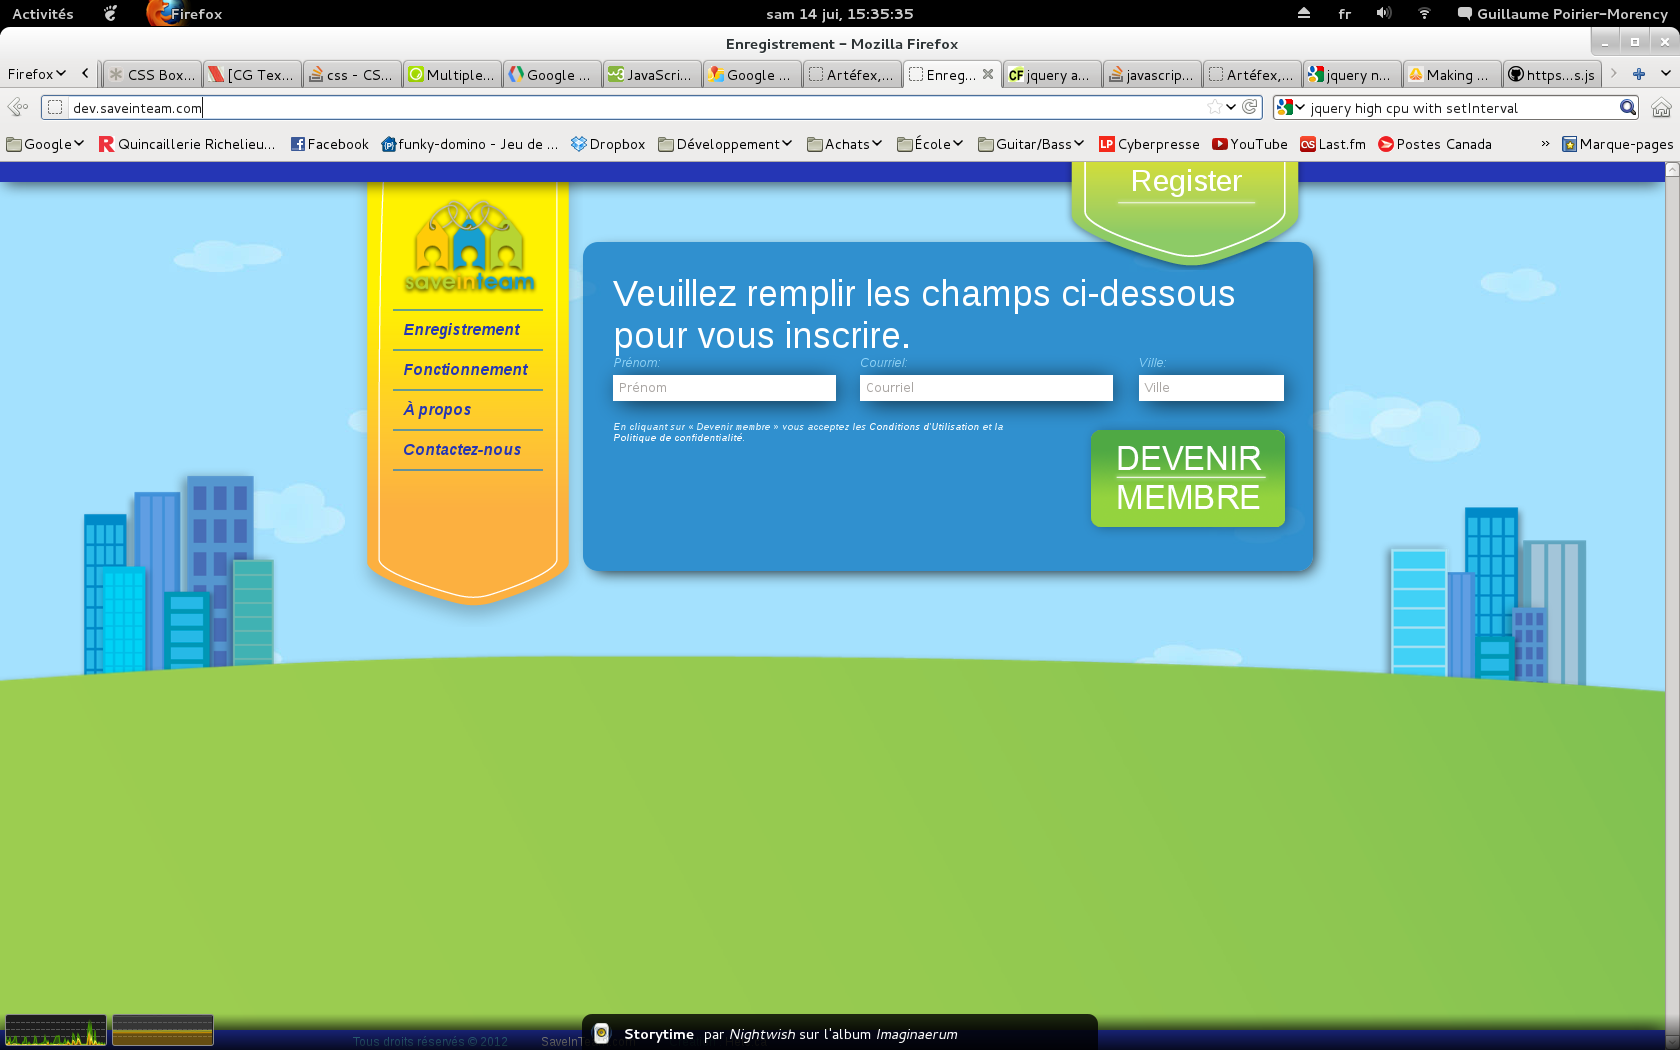 Activités
Firefox
sam 14 jui, 15:35:35
fr
Guillaume Poirier-Morency
Enregistrement - Mozilla Firefox
Firefox
CSS Box...
[CG Tex...
css - CS...
Multiple...
Google ...
JavaScri...
Google ...
Artéfex,...
Enreg...
jquery a...
javascrip...
Artéfex,...
jquery n...
Making ...
https...s.js
dev.saveinteam.com
jquery high cpu with setInterval
Google
Quincaillerie Richelieu...
Facebook
funky-domino - Jeu de ...
Dropbox
Développement
Achats
École
Guitar/Bass
Cyberpresse
YouTube
Last.fm
Postes Canada
»
Marque-pages
Register
saveinteam
Enregistrement
Fonctionnement
À propos
Contactez-nous
Veuillez remplir les champs ci-dessous
pour vous inscrire.
Prénom:
Courriel:
Ville:
Prénom
Courriel
Ville
En cliquant sur « Devenir membre » vous acceptez les Conditions d'Utilisation et la
Politique de confidentialité.
DEVENIR
MEMBRE
Tous droits réservés © 2012
Storytime par Nightwish sur l'album Imaginaerum